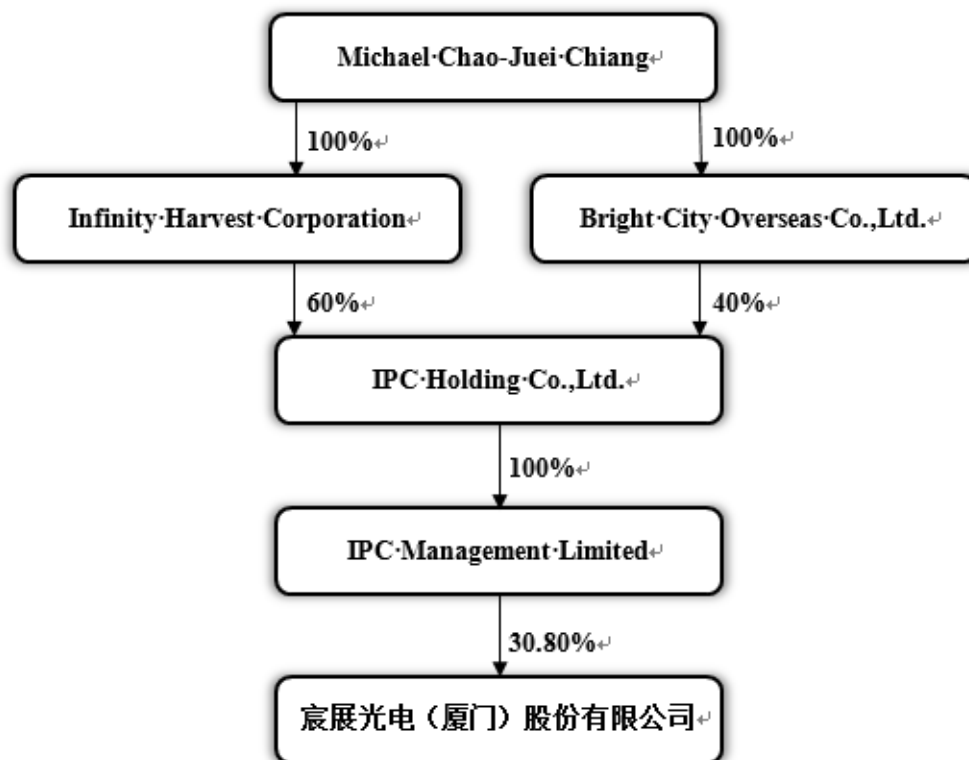 Michael·Chao-Juei·Chiang↵
100%↵
100%↵
Infinity·Harvest·Corporation↵
Bright·City·Overseas·Co.,Ltd.↵
60%↵
40%↵
IPC·Holding·Co.,Ltd.↵
100%↵
IPC·Management·Limited↵
30.80%↵
宸展光电（厦门）股份有限公司↵